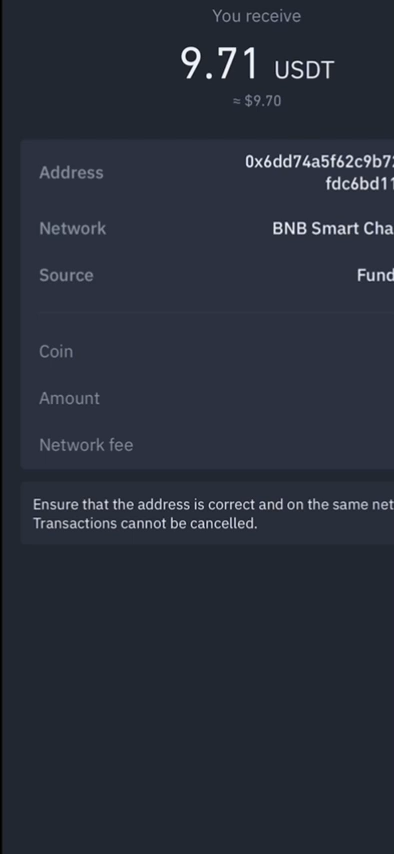 You receive
9.71 USDT
≈ $9.70
Address 0x6dd74a5f62c9b7
fdc6bd11
Network BNB Smart Cha
Source Fund
Coin
Amount
Network fee
Ensure that the address is correct and on the same net
Transactions cannot be cancelled.